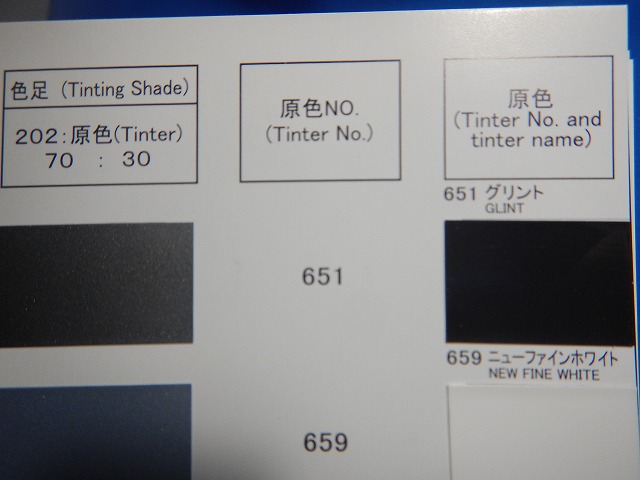 色足 (Tinting Shade)
202:原色(Tinter)
70 : 30
原色NO.
(Tinter No.)
原色
(Tinter No. and
tinter name)
651 グリント
GLINT
651
659 ニューファインホワイト
NEW FINE WHITE
659